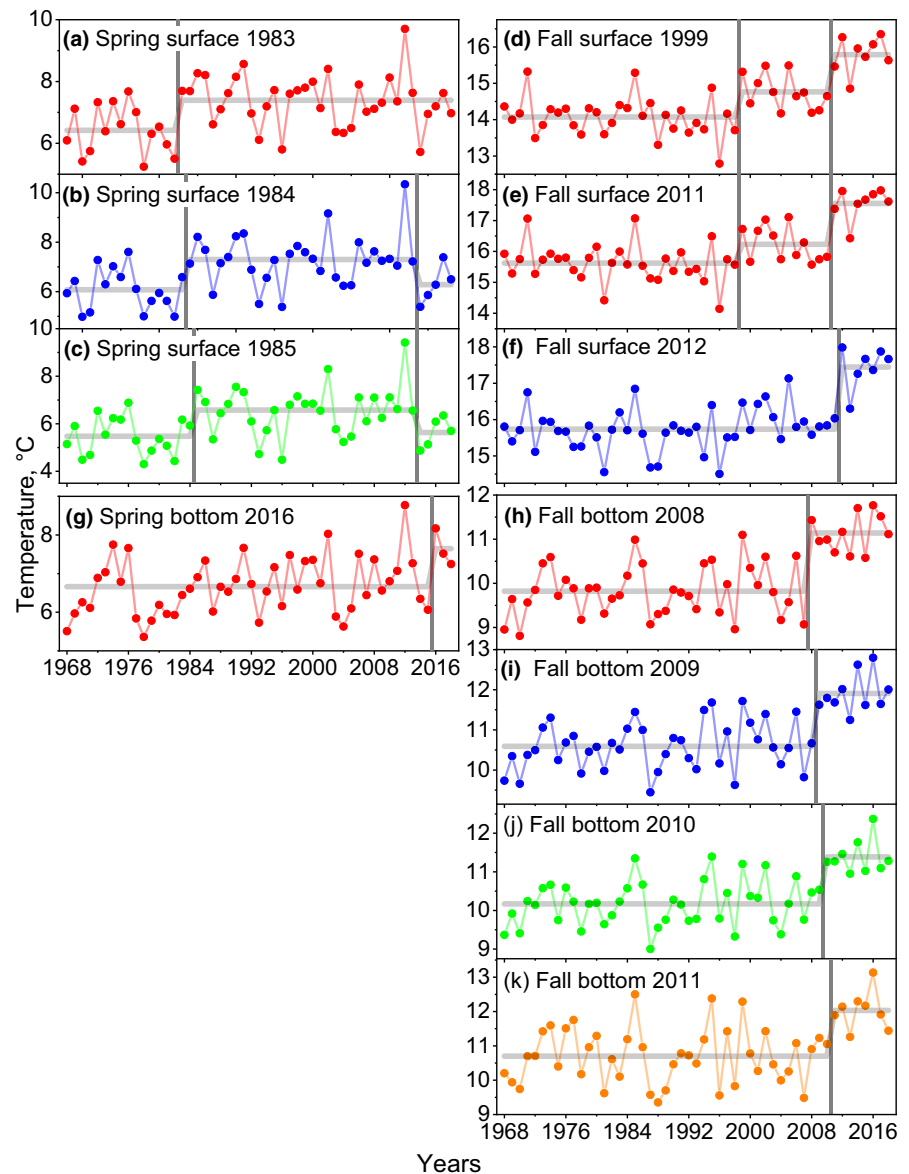 (a) Spring surface 1983
10
8
6
(b) Spring surface 1984
10
8
6
(c) Spring surface 1985
10
8
6
4
(g) Spring bottom 2016
8
6
1968 1976 1984 1992 2000 2008 2016
Temperature, °C
(d) Fall surface 1999
16
15
14
13
(e) Fall surface 2011
18
17
16
15
14
(f) Fall surface 2012
18
17
16
15
14
(h) Fall bottom 2008
12
11
10
9
(i) Fall bottom 2009
13
12
11
10
(j) Fall bottom 2010
12
11
10
9
(k) Fall bottom 2011
13
12
11
10
9
1968 1976 1984 1992 2000 2008 2016
Years